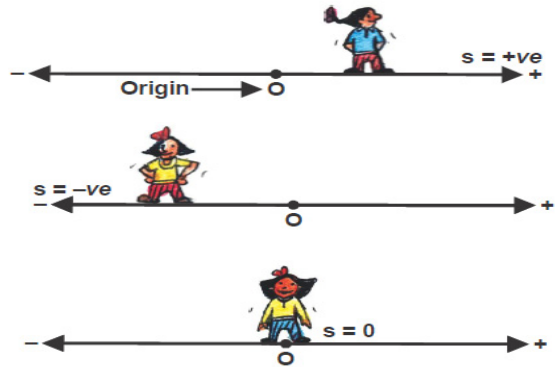 s = +ve
– +
Origin O
s = –ve
– +
O
s = 0
– +
O